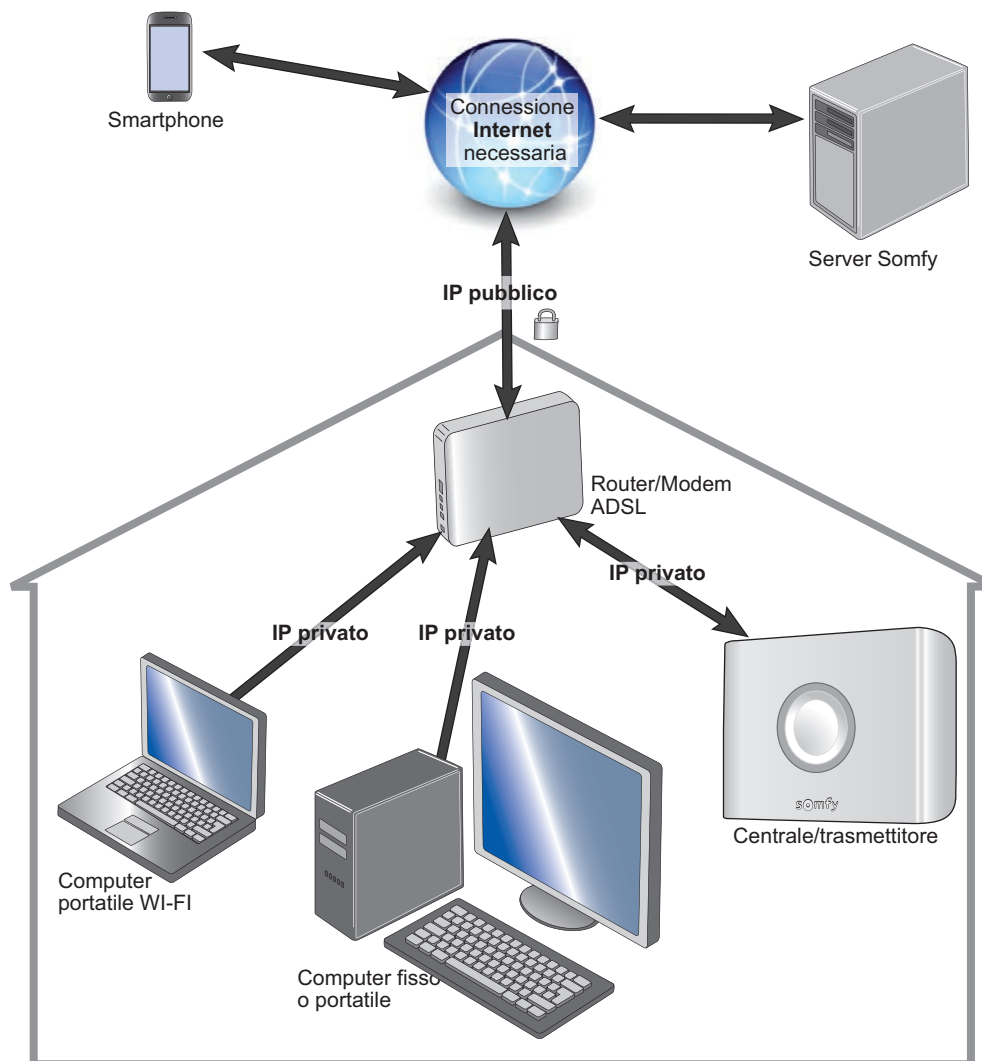 Smartphone
Connessione
Internet
necessaria
Server Somfy
IP pubblico
Router/Modem
ADSL
IP privato
IP privato
IP privato
somfy
Centrale/trasmettitore
Computer
portatile WI-FI
Computer fisso
o portatile